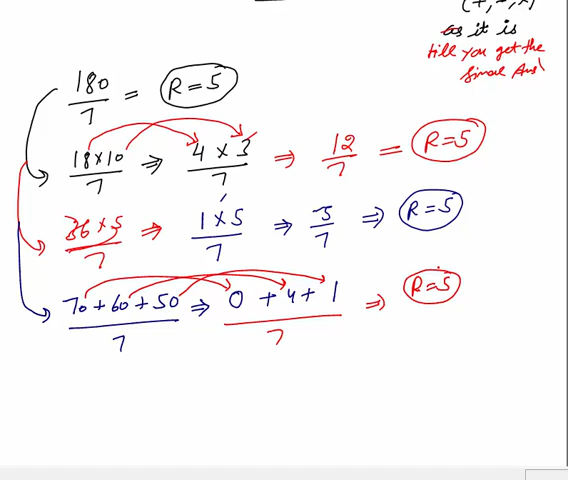 (+, -, x)
as it is
till you get the
final Ans
180/7 = R=5
18×10/7 ⇒ 4 × 3/7 ⇒ 12/7 = R=5
36×5/7 ⇒ 1×5/7 ⇒ 5/7 ⇒ R=5
70+60+50/7 ⇒ 0 + 4 + 1/7 ⇒ R=5